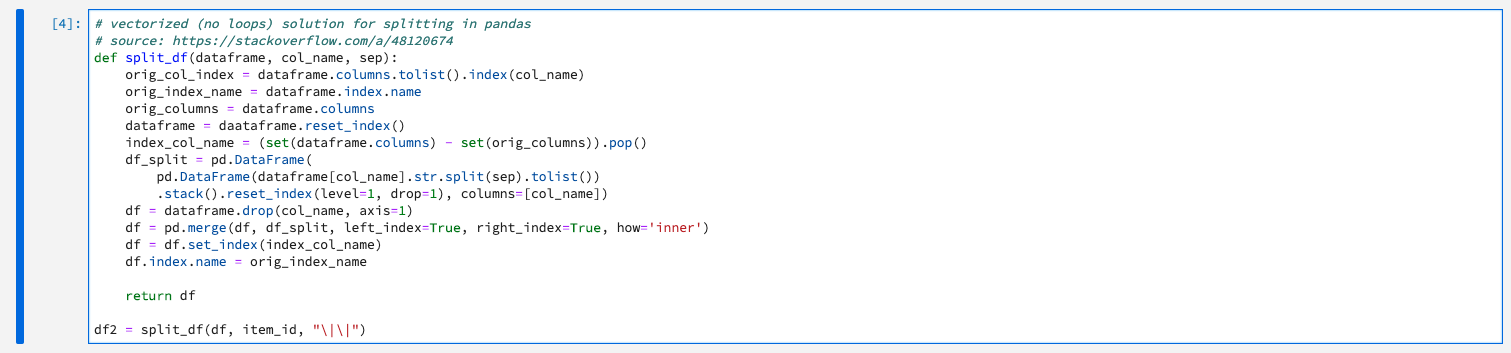 [4]: # vectorized (no loops) solution for splitting in pandas
# source: https://stackoverflow.com/a/48120674
def split_df(dataframe, col_name, sep):
    orig_col_index = dataframe.columns.tolist().index(col_name)
    orig_index_name = dataframe.index.name
    orig_columns = dataframe.columns
    dataframe = daataframe.reset_index()
    index_col_name = (set(dataframe.columns) - set(orig_columns)).pop()
    df_split = pd.DataFrame(
        pd.DataFrame(dataframe[col_name].str.split(sep).tolist())
        .stack().reset_index(level=1, drop=1), columns=[col_name])
    df = dataframe.drop(col_name, axis=1)
    df = pd.merge(df, df_split, left_index=True, right_index=True, how='inner')
    df = df.set_index(index_col_name)
    df.index.name = orig_index_name

    return df

df2 = split_df(df, item_id, "\|\|")